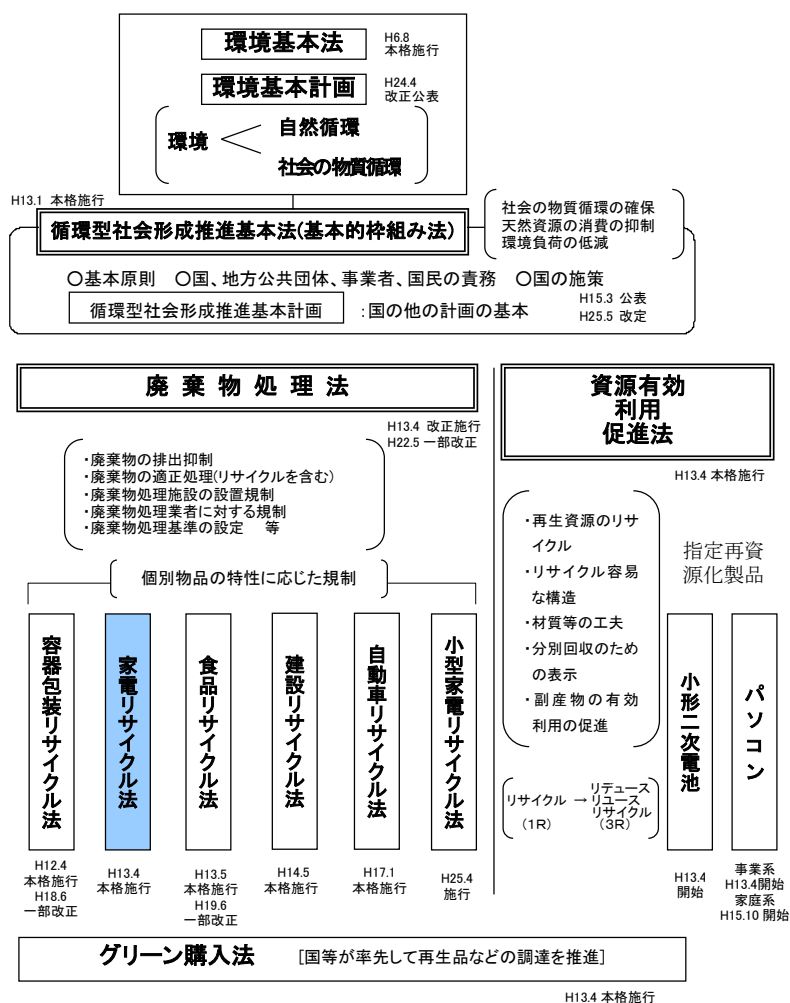 環境基本法
H6.8
本格施行
環境基本計画
H24.4
改正公表
環境
自然循環
社会の物質循環
H13.1 本格施行
循環型社会形成推進基本法(基本的枠組み法)
社会の物質循環の確保
天然資源の消費の抑制
環境負荷の低減
○基本原則 ○国、地方公共団体、事業者、国民の責務 ○国の施策
循環型社会形成推進基本計画 :国の他の計画の基本
H15.3 公表
H25.5 改定
廃棄物処理法
H13.4 改正施行
H22.5 一部改正
・廃棄物の排出抑制
・廃棄物の適正処理(リサイクルを含む)
・廃棄物処理施設の設置規制
・廃棄物処理業者に対する規制
・廃棄物処理基準の設定 等
個別物品の特性に応じた規制
容器包装リサイクル法
H12.4
本格施行
H18.6
一部改正
家電リサイクル法
H13.4
本格施行
食品リサイクル法
H13.5
本格施行
H19.6
一部改正
建設リサイクル法
H14.5
本格施行
自動車リサイクル法
H17.1
本格施行
小型家電リサイクル法
H25.4
施行
資源有効
利用
促進法
H13.4 本格施行
・再生資源のリサ
イクル
・リサイクル容易
な構造
・材質等の工夫
・分別回収のため
の表示
・副産物の有効
利用の促進
リサイクル → リデュース
リユース
リサイクル
(1R) (3R)
指定再資
源化製品
小形二次電池
H13.4
開始
パソコン
事業系
H13.4開始
家庭系
H15.10 開始
グリーン購入法 [国等が率先して再生品などの調達を推進]
H13.4 本格施行